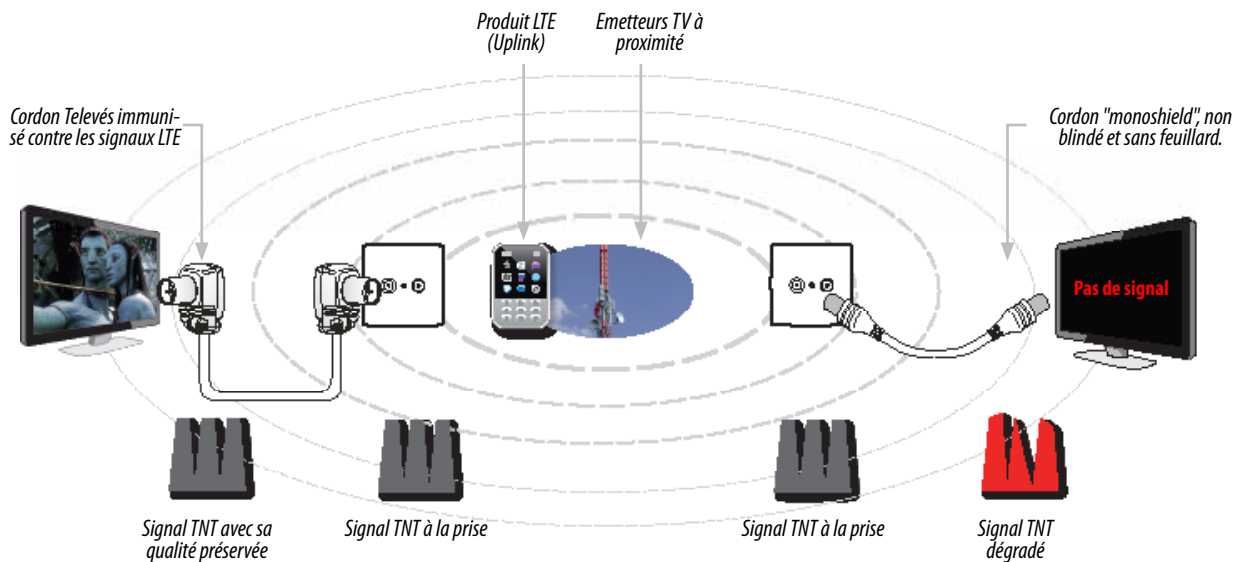 Produit LTE
(Uplink)
Emetteurs TV à
proximité
Cordon Televés immuni-
sé contre les signaux LTE
Cordon "monoshield", non
blindé et sans feuillard.
Pas de signal
Signal TNT avec sa
qualité préservée
Signal TNT à la prise
Signal TNT à la prise
Signal TNT
dégradé